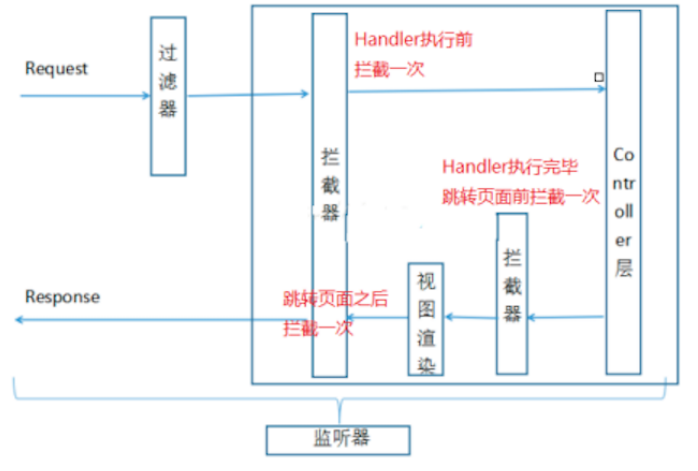 Request
过滤器
Handler执行前
拦截一次
拦截器
Controller层
Handler执行完毕
跳转页面前拦截一次
拦截器
视图渲染
跳转页面之后
拦截一次
Response
监听器